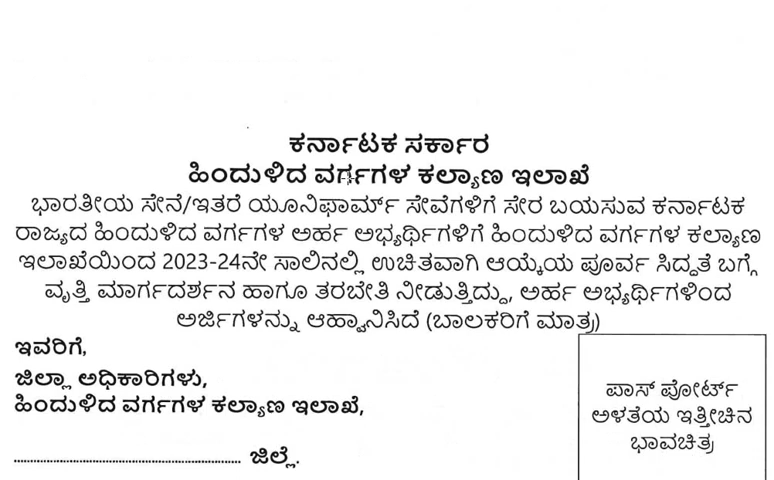 ಕರ್ನಾಟಕ ಸರ್ಕಾರ
ಹಿಂದುಳಿದ ವರ್ಗಗಳ ಕಲ್ಯಾಣ ಇಲಾಖೆ
ಭಾರತೀಯ ಸೇನೆ/ಇತರೆ ಯೂನಿಫಾರ್ಮ್ ಸೇವೆಗಳಿಗೆ ಸೇರ ಬಯಸುವ ಕರ್ನಾಟಕ
ರಾಜ್ಯದ ಹಿಂದುಳಿದ ವರ್ಗಗಳ ಅರ್ಹ ಅಭ್ಯರ್ಥಿಗಳಿಗೆ ಹಿಂದುಳಿದ ವರ್ಗಗಳ ಕಲ್ಯಾಣ
ಇಲಾಖೆಯಿಂದ 2023-24ನೇ ಸಾಲಿನಲ್ಲಿ ಉಚಿತವಾಗಿ ಆಯ್ಕೆಯ ಪೂರ್ವ ಸಿದ್ಧತೆ ಬಗ್ಗೆ
ವೃತ್ತಿ ಮಾರ್ಗದರ್ಶನ ಹಾಗೂ ತರಬೇತಿ ನೀಡುತ್ತಿದ್ದು, ಅರ್ಹ ಅಭ್ಯರ್ಥಿಗಳಿಂದ
ಅರ್ಜಿಗಳನ್ನು ಆಹ್ವಾನಿಸಿದೆ (ಬಾಲಕರಿಗೆ ಮಾತ್ರ)
ಇವರಿಗೆ,
ಜಿಲ್ಲಾ ಅಧಿಕಾರಿಗಳು,
ಹಿಂದುಳಿದ ವರ್ಗಗಳ ಕಲ್ಯಾಣ ಇಲಾಖೆ,
................................................ ಜಿಲ್ಲೆ.
ಪಾಸ್ ಪೋರ್ಟ್
ಅಳತೆಯ ಇತ್ತೀಚಿನ
ಭಾವಚಿತ್ರ